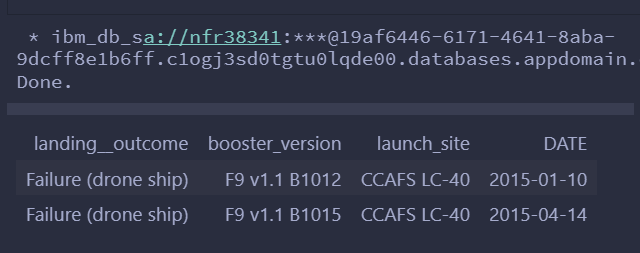 * ibm_db_sa://nfr38341:***@19af6446-6171-4641-8aba-
9dcff8e1b6ff.c1ogj3sd0tgtu0lqde00.databases.appdomain.
Done.
landing__outcome booster_version launch_site DATE
Failure (drone ship) F9 v1.1 B1012 CCAFS LC-40 2015-01-10
Failure (drone ship) F9 v1.1 B1015 CCAFS LC-40 2015-04-14